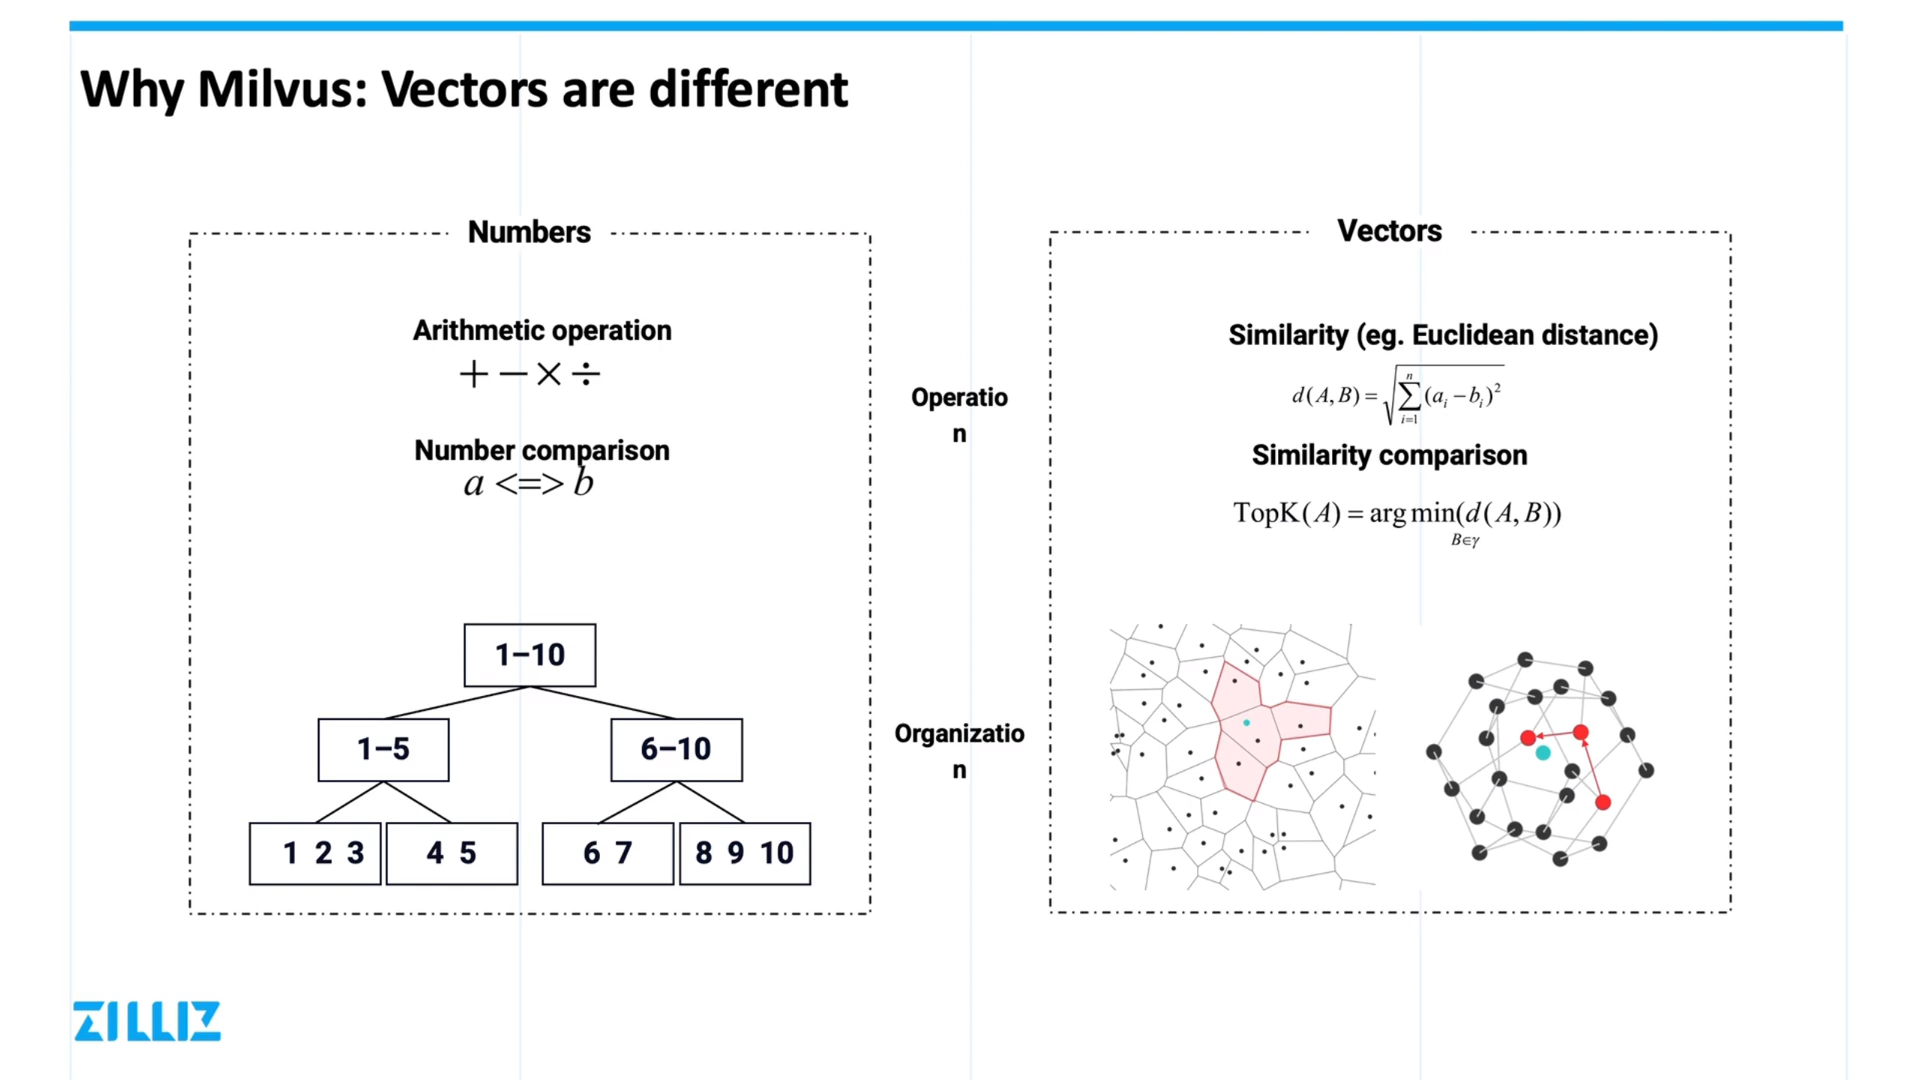 Why Milvus: Vectors are different
Numbers
Arithmetic operation
+ − × ÷
Number comparison
a <=> b
1–10
1–5
6–10
1 2 3
4 5
6 7
8 9 10
Operatio
n
Organizatio
n
Vectors
Similarity (eg. Euclidean distance)
d(A,B) = √∑ⁿᵢ₌₁(aᵢ − bᵢ)²
Similarity comparison
TopK(A) = arg min(d(A,B))
B∈γ
ZILLIZ